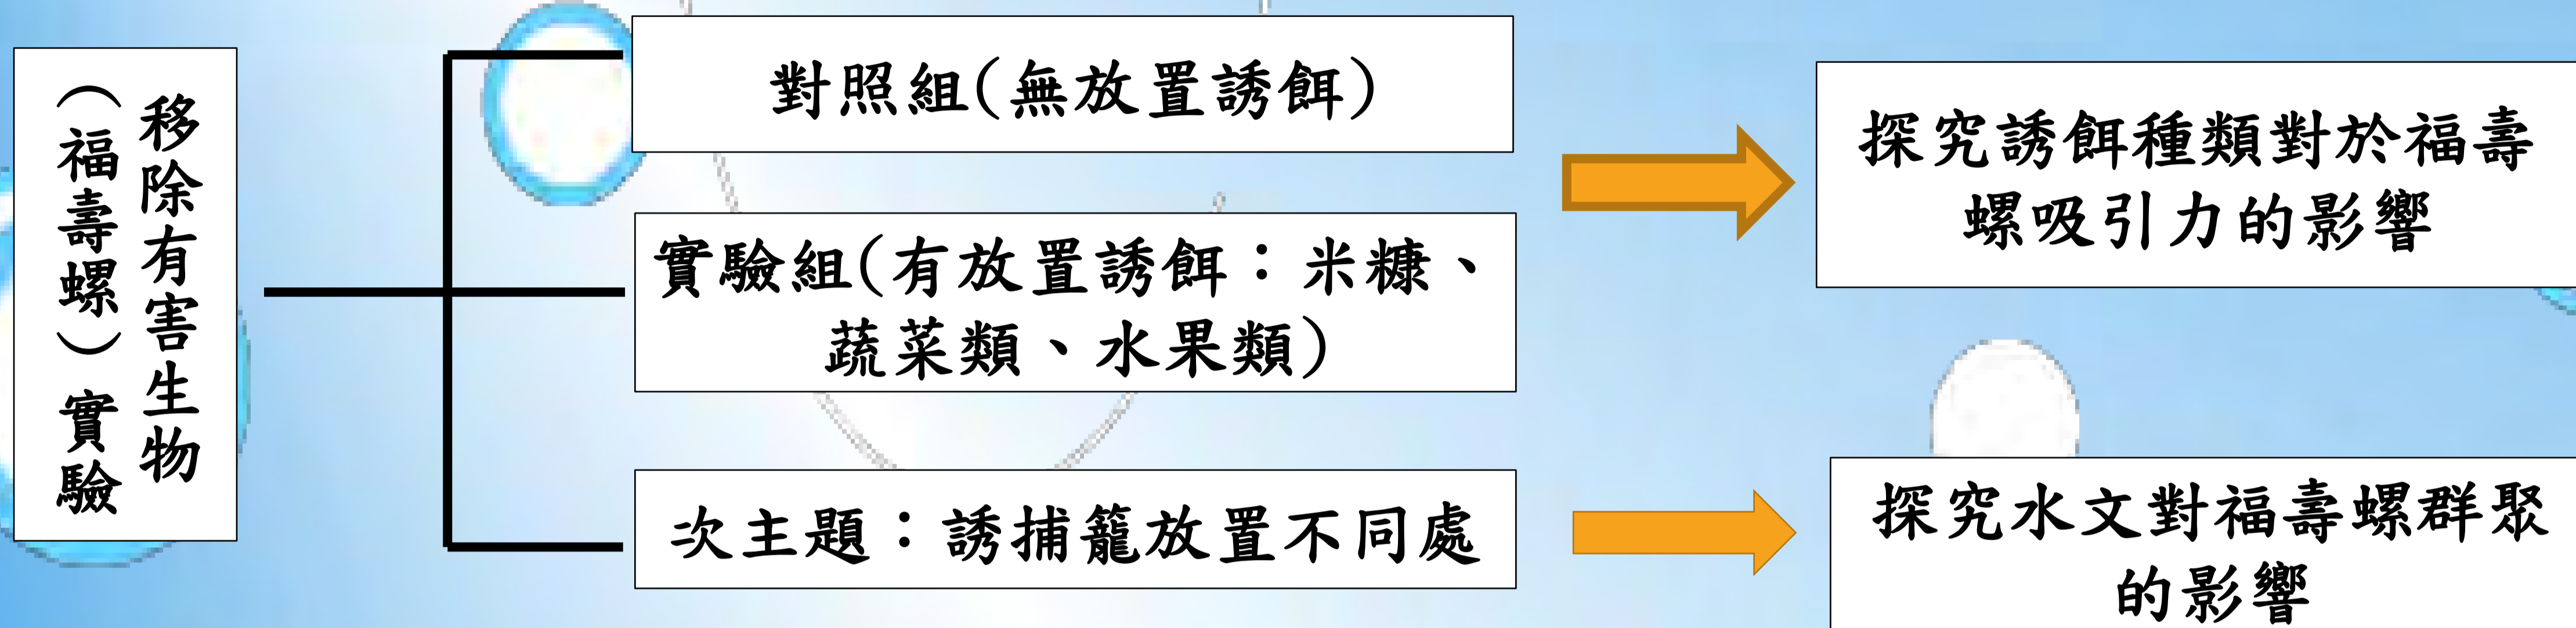 移除有害生物
（福壽螺）實驗
對照組(無放置誘餌)
實驗組(有放置誘餌：米糠、
蔬菜類、水果類)
次主題：誘捕籠放置不同處
探究誘餌種類對於福壽
螺吸引力的影響
探究水文對福壽螺群聚
的影響